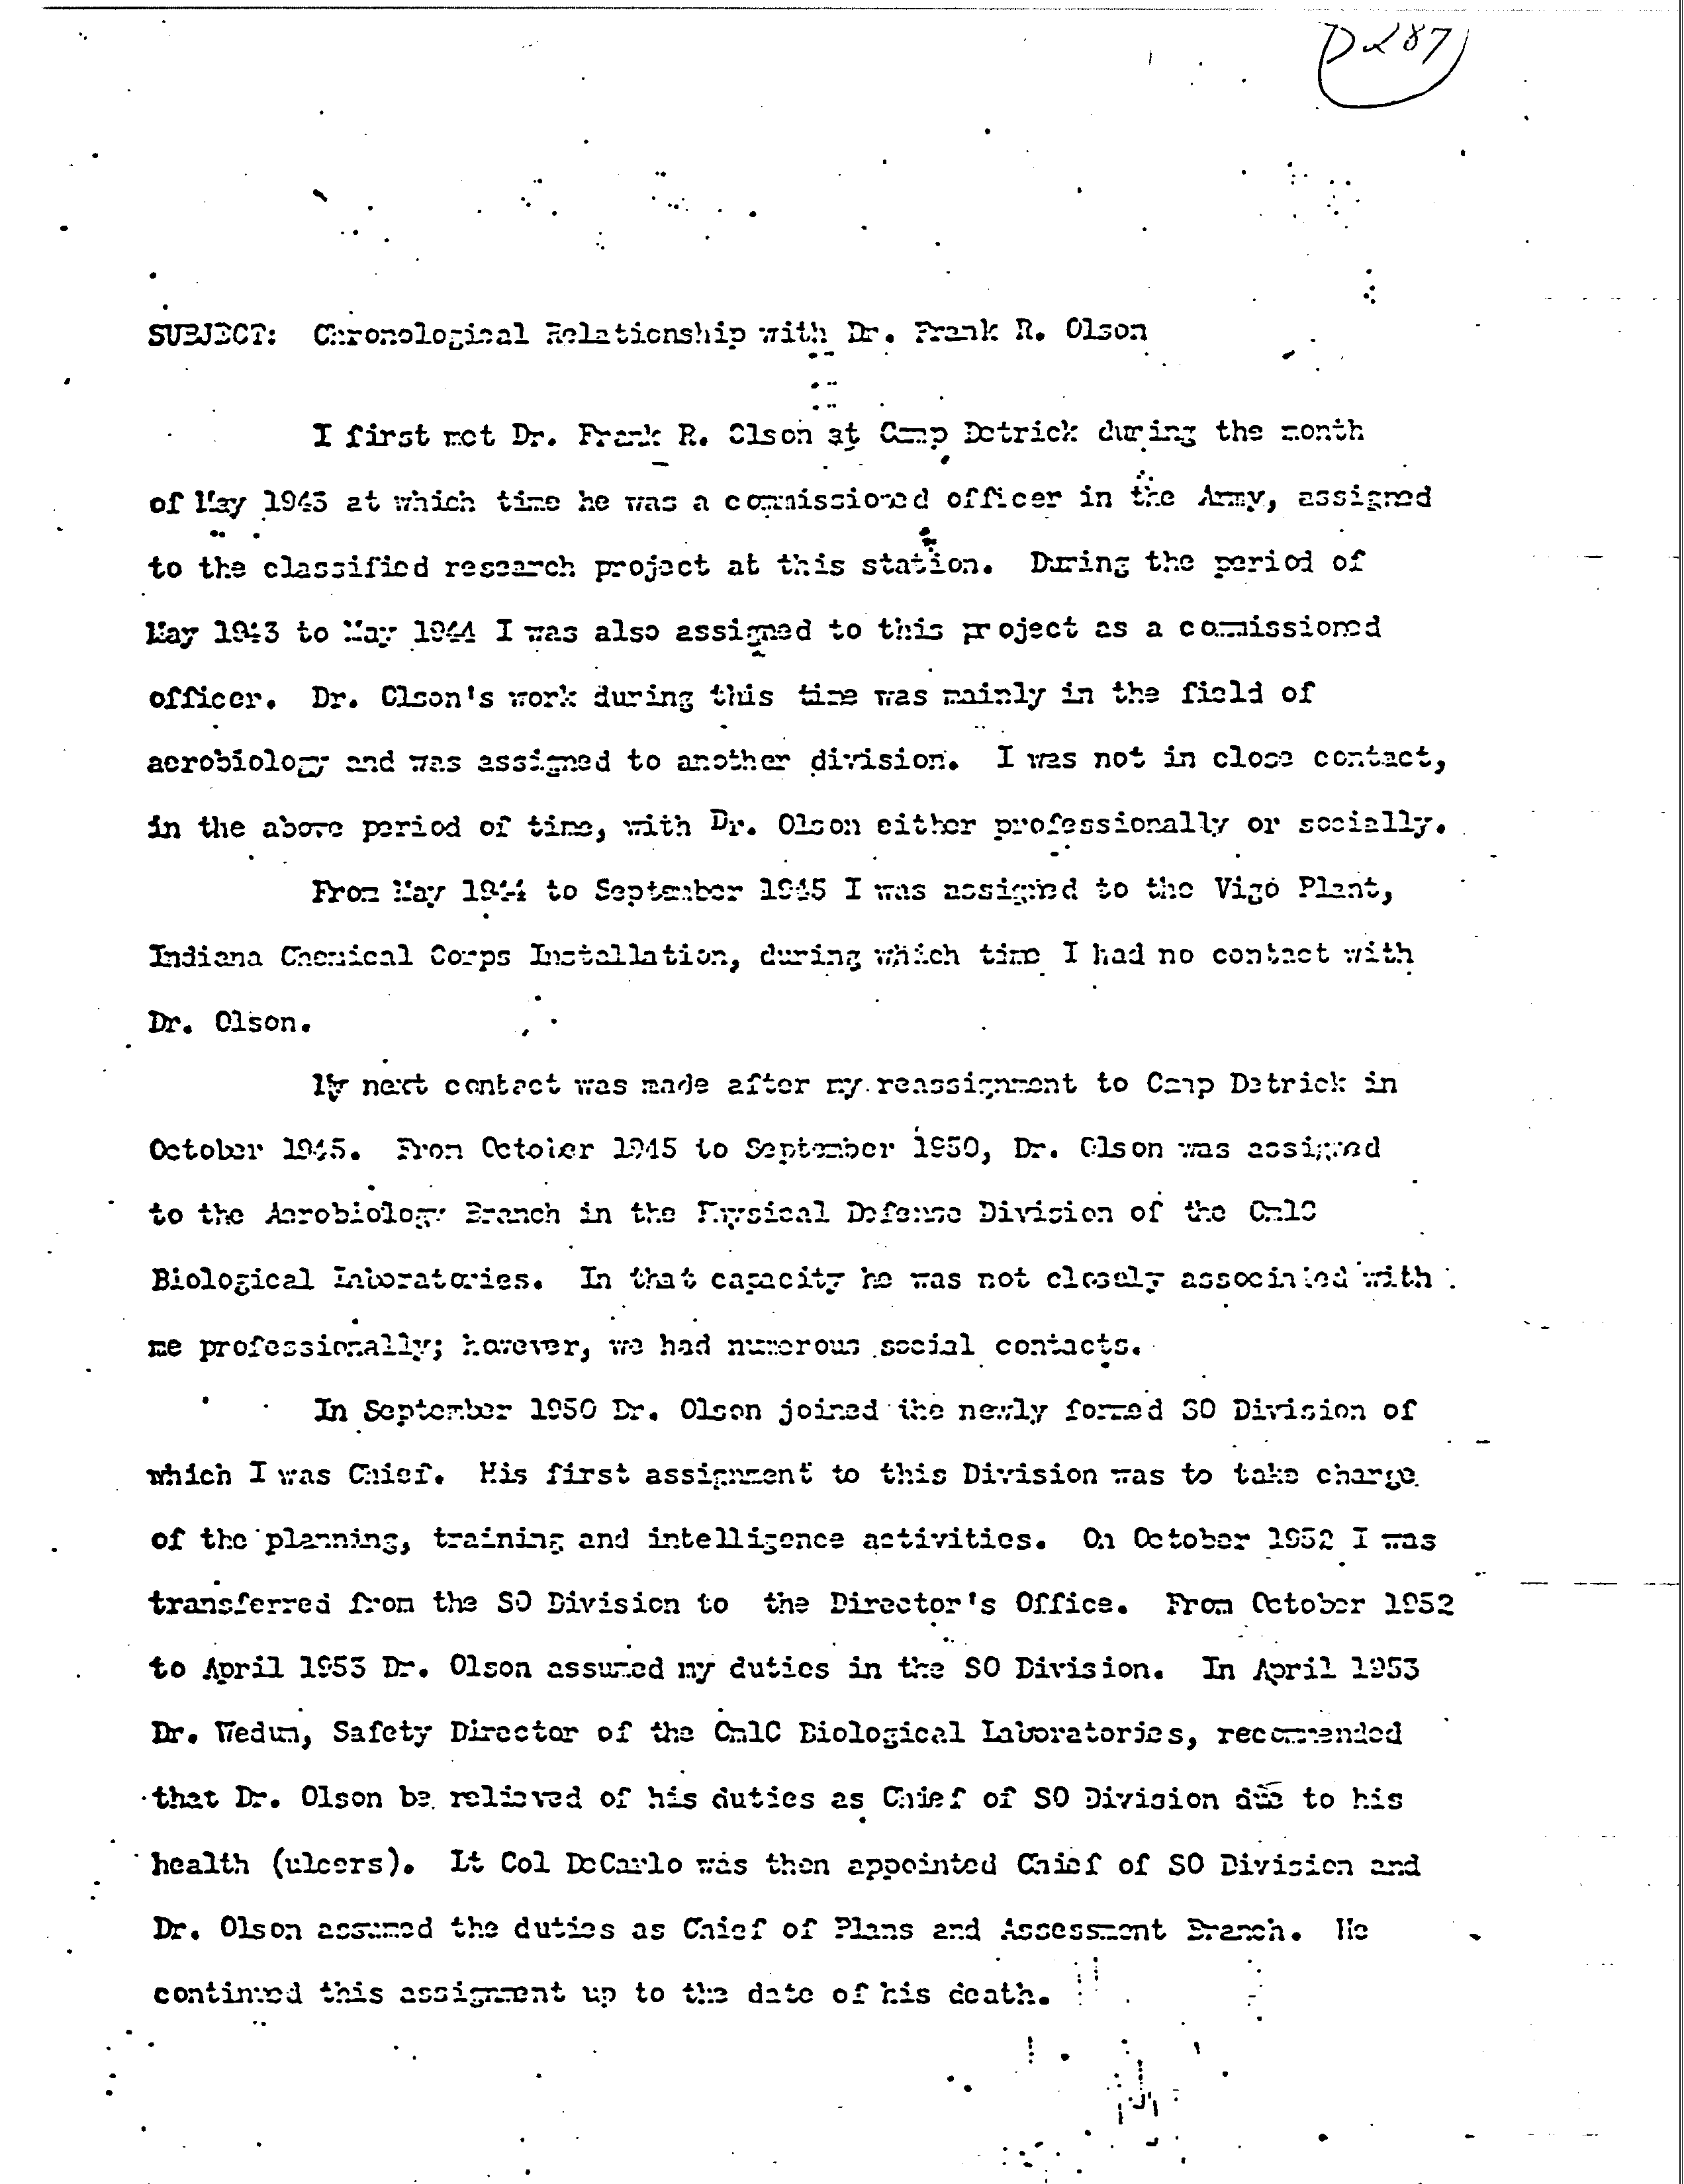 D287
SUBJECT: Chronological Relationship with Dr. Frank R. Olson
I first met Dr. Frank R. Olson at Camp Detrick during the month
of May 1943 at which time he was a commissioned officer in the Army, assigned
to the classified research project at this station. During the period of
May 1943 to May 1944 I was also assigned to this project as a commissioned
officer. Dr. Olson's work during this time was mainly in the field of
aerobiology and was assigned to another division. I was not in close contact,
in the above period of time, with Dr. Olson either professionally or socially.
From May 1944 to September 1945 I was assigned to the Vigo Plant,
Indiana Chemical Corps Installation, during which time I had no contact with
Dr. Olson.
My next contact was made after my reassignment to Camp Detrick in
October 1945. From October 1945 to September 1950, Dr. Olson was assigned
to the Aerobiology Branch in the Physical Defense Division of the CmlC
Biological Laboratories. In that capacity he was not closely associated with
me professionally; however, we had numerous social contacts.
In September 1950 Dr. Olson joined the newly formed SO Division of
which I was Chief. His first assignment to this Division was to take charge
of the planning, training and intelligence activities. On October 1952 I was
transferred from the SO Division to the Director's Office. From October 1952
to April 1953 Dr. Olson assumed my duties in the SO Division. In April 1953
Dr. Wedum, Safety Director of the CmlC Biological Laboratories, recommended
that Dr. Olson be relieved of his duties as Chief of SO Division due to his
health (ulcers). Lt Col DeCarlo was then appointed Chief of SO Division and
Dr. Olson assumed the duties as Chief of Plans and Assessment Branch. He
continued this assignment up to the date of his death.